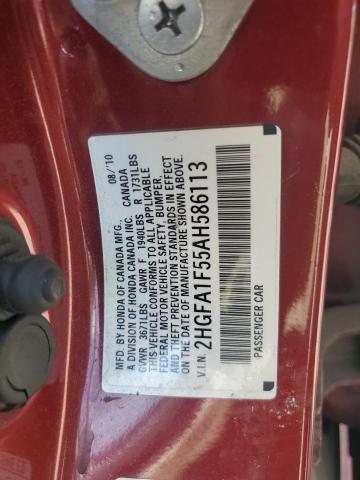 MFD. BY HONDA OF CANADA MFG., 08/'10
A DIVISION OF HONDA CANADA INC. CANADA
GVWR 3671LBS GAWR F 1940LBS R 1731LBS
THIS VEHICLE CONFORMS TO ALL APPLICABLE
FEDERAL MOTOR VEHICLE SAFETY, BUMPER,
AND THEFT PREVENTION STANDARDS IN EFFECT
ON THE DATE OF MANUFACTURE SHOWN ABOVE.
V.I.N. 2HGFA1F55AH586113
PASSENGER CAR